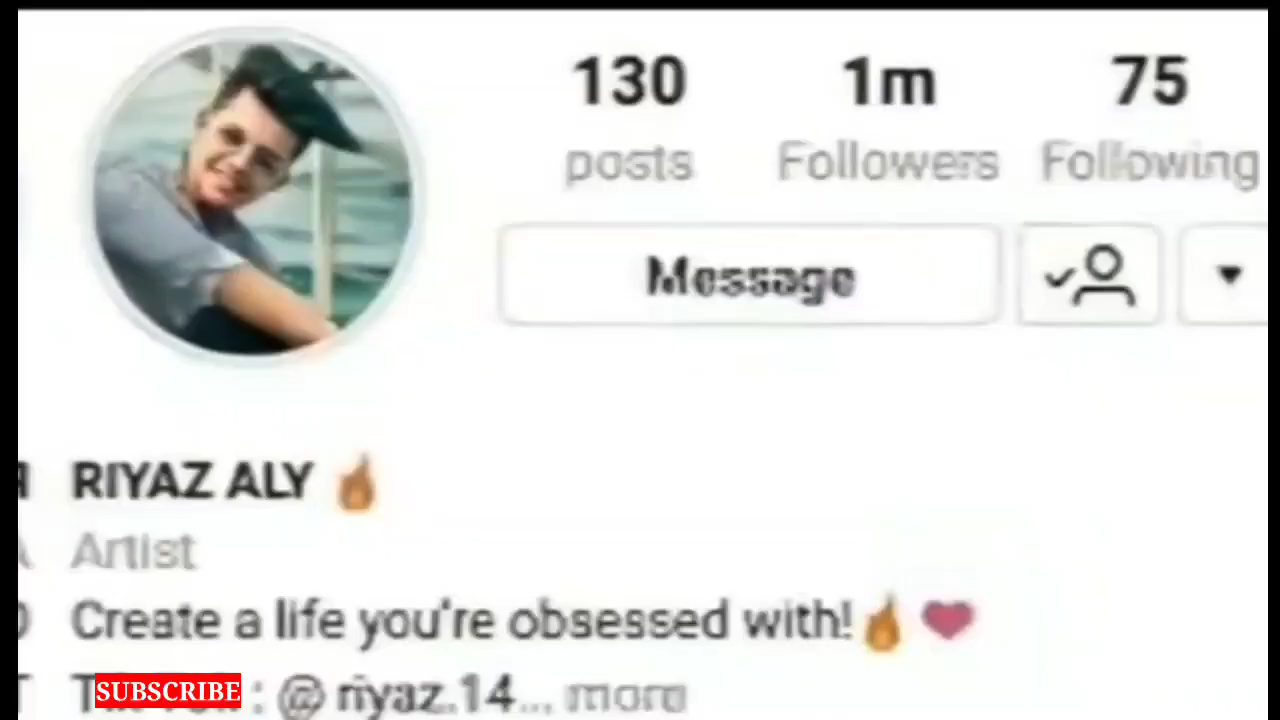 130 1m 75
posts Followers Following
Message
RIYAZ ALY 🔥
Artist
Create a life you're obsessed with!🔥❤️
: @riyaz.14... more
SUBSCRIBE